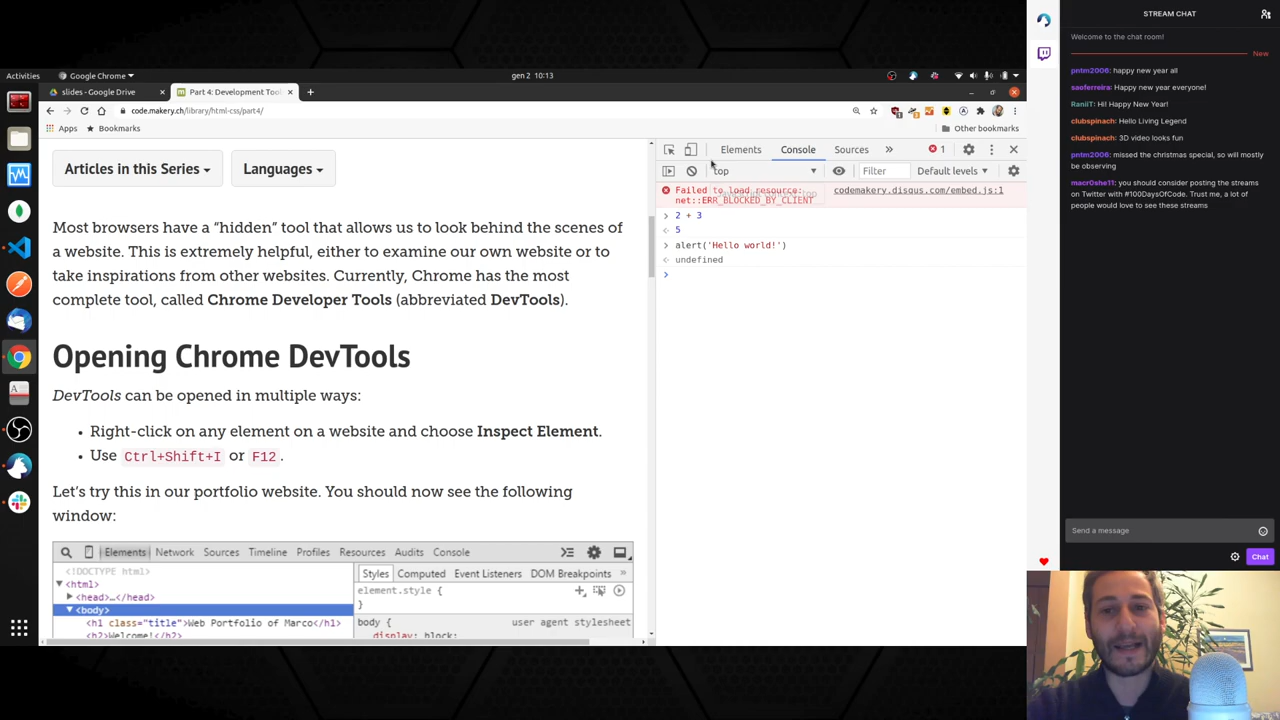 Activities
Google Chrome
gen 2 10:13
slides - Google Drive
Part 4: Development Tools
code.makery.ch/library/html-css/part4/
Apps
Bookmarks
Other bookmarks
Articles in this Series
Languages
Most browsers have a “hidden” tool that allows us to look behind the scenes
of a website. This is extremely helpful, either to examine our own website or to
take inspirations from other websites. Currently, Chrome has the most
complete tool, called Chrome Developer Tools (abbreviated DevTools).
Opening Chrome DevTools
DevTools can be opened in multiple ways:
• Right-click on any element on a website and choose Inspect Element.
• Use Ctrl+Shift+I or F12 .
Let’s try this in our portfolio website. You should now see the following
window:
Elements Network Sources Timeline Profiles Resources Audits Console
<!DOCTYPE html>
<html>
<head>…</head>
<body>
<h1 class="title">Web Portfolio of Marco</h1>
<h2>Welcome!</h2>
Styles Computed Event Listeners DOM Breakpoints »
element.style {
}
body { user agent stylesheet
display: block;
Elements Console Sources » 1
top Filter Default levels
Failed to load resource: codemakery.disqus.com/embed.js:1
net::ERR_BLOCKED_BY_CLIENT
> 2 + 3
5
> alert('Hello world!')
undefined
>
STREAM CHAT
Welcome to the chat room!
New
pntm2006: happy new year all
saoferreira: Happy new year everyone!
RaniiT: Hi! Happy New Year!
clubspinach: Hello Living Legend
clubspinach: 3D video looks fun
pntm2006: missed the christmas special, so will mostly
be observing
macr0she11: you should consider posting the streams
on Twitter with #100DaysOfCode. Trust me, a lot of
people would love to see these streams
Send a message
Chat